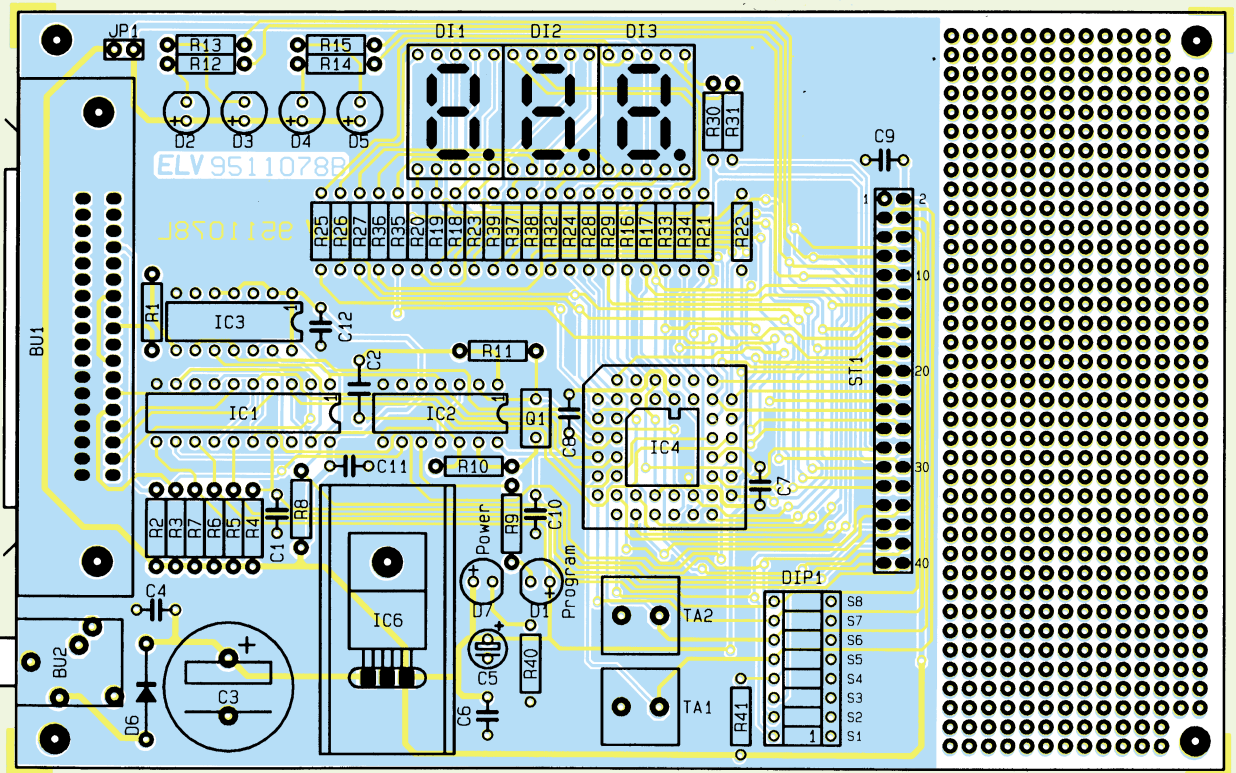 JP1
R13
R12
R15
R14
DI1
DI2
DI3
R30
R31
D2
D3
D4
D5
C9
ELV 9511078B
9511078L
1
2
R25
R26
R27
R36
R35
R20
R19
R18
R23
R39
R37
R38
R32
R24
R28
R29
R16
R17
R33
R34
R21
R22
10
R1
IC3
1
C12
BU1
C2
R11
ST1
20
IC1
1
IC2
1
Q1
C8
IC4
C11
R10
30
C7
R2
R3
R7
R6
R5
R4
C1
R8
Power
R9
C10
40
Program
DIP1
C4
D7
D1
S8
S7
S6
S5
S4
S3
S2
S1
1
TA2
IC6
BU2
C5
R40
C3
D6
C6
TA1
R41